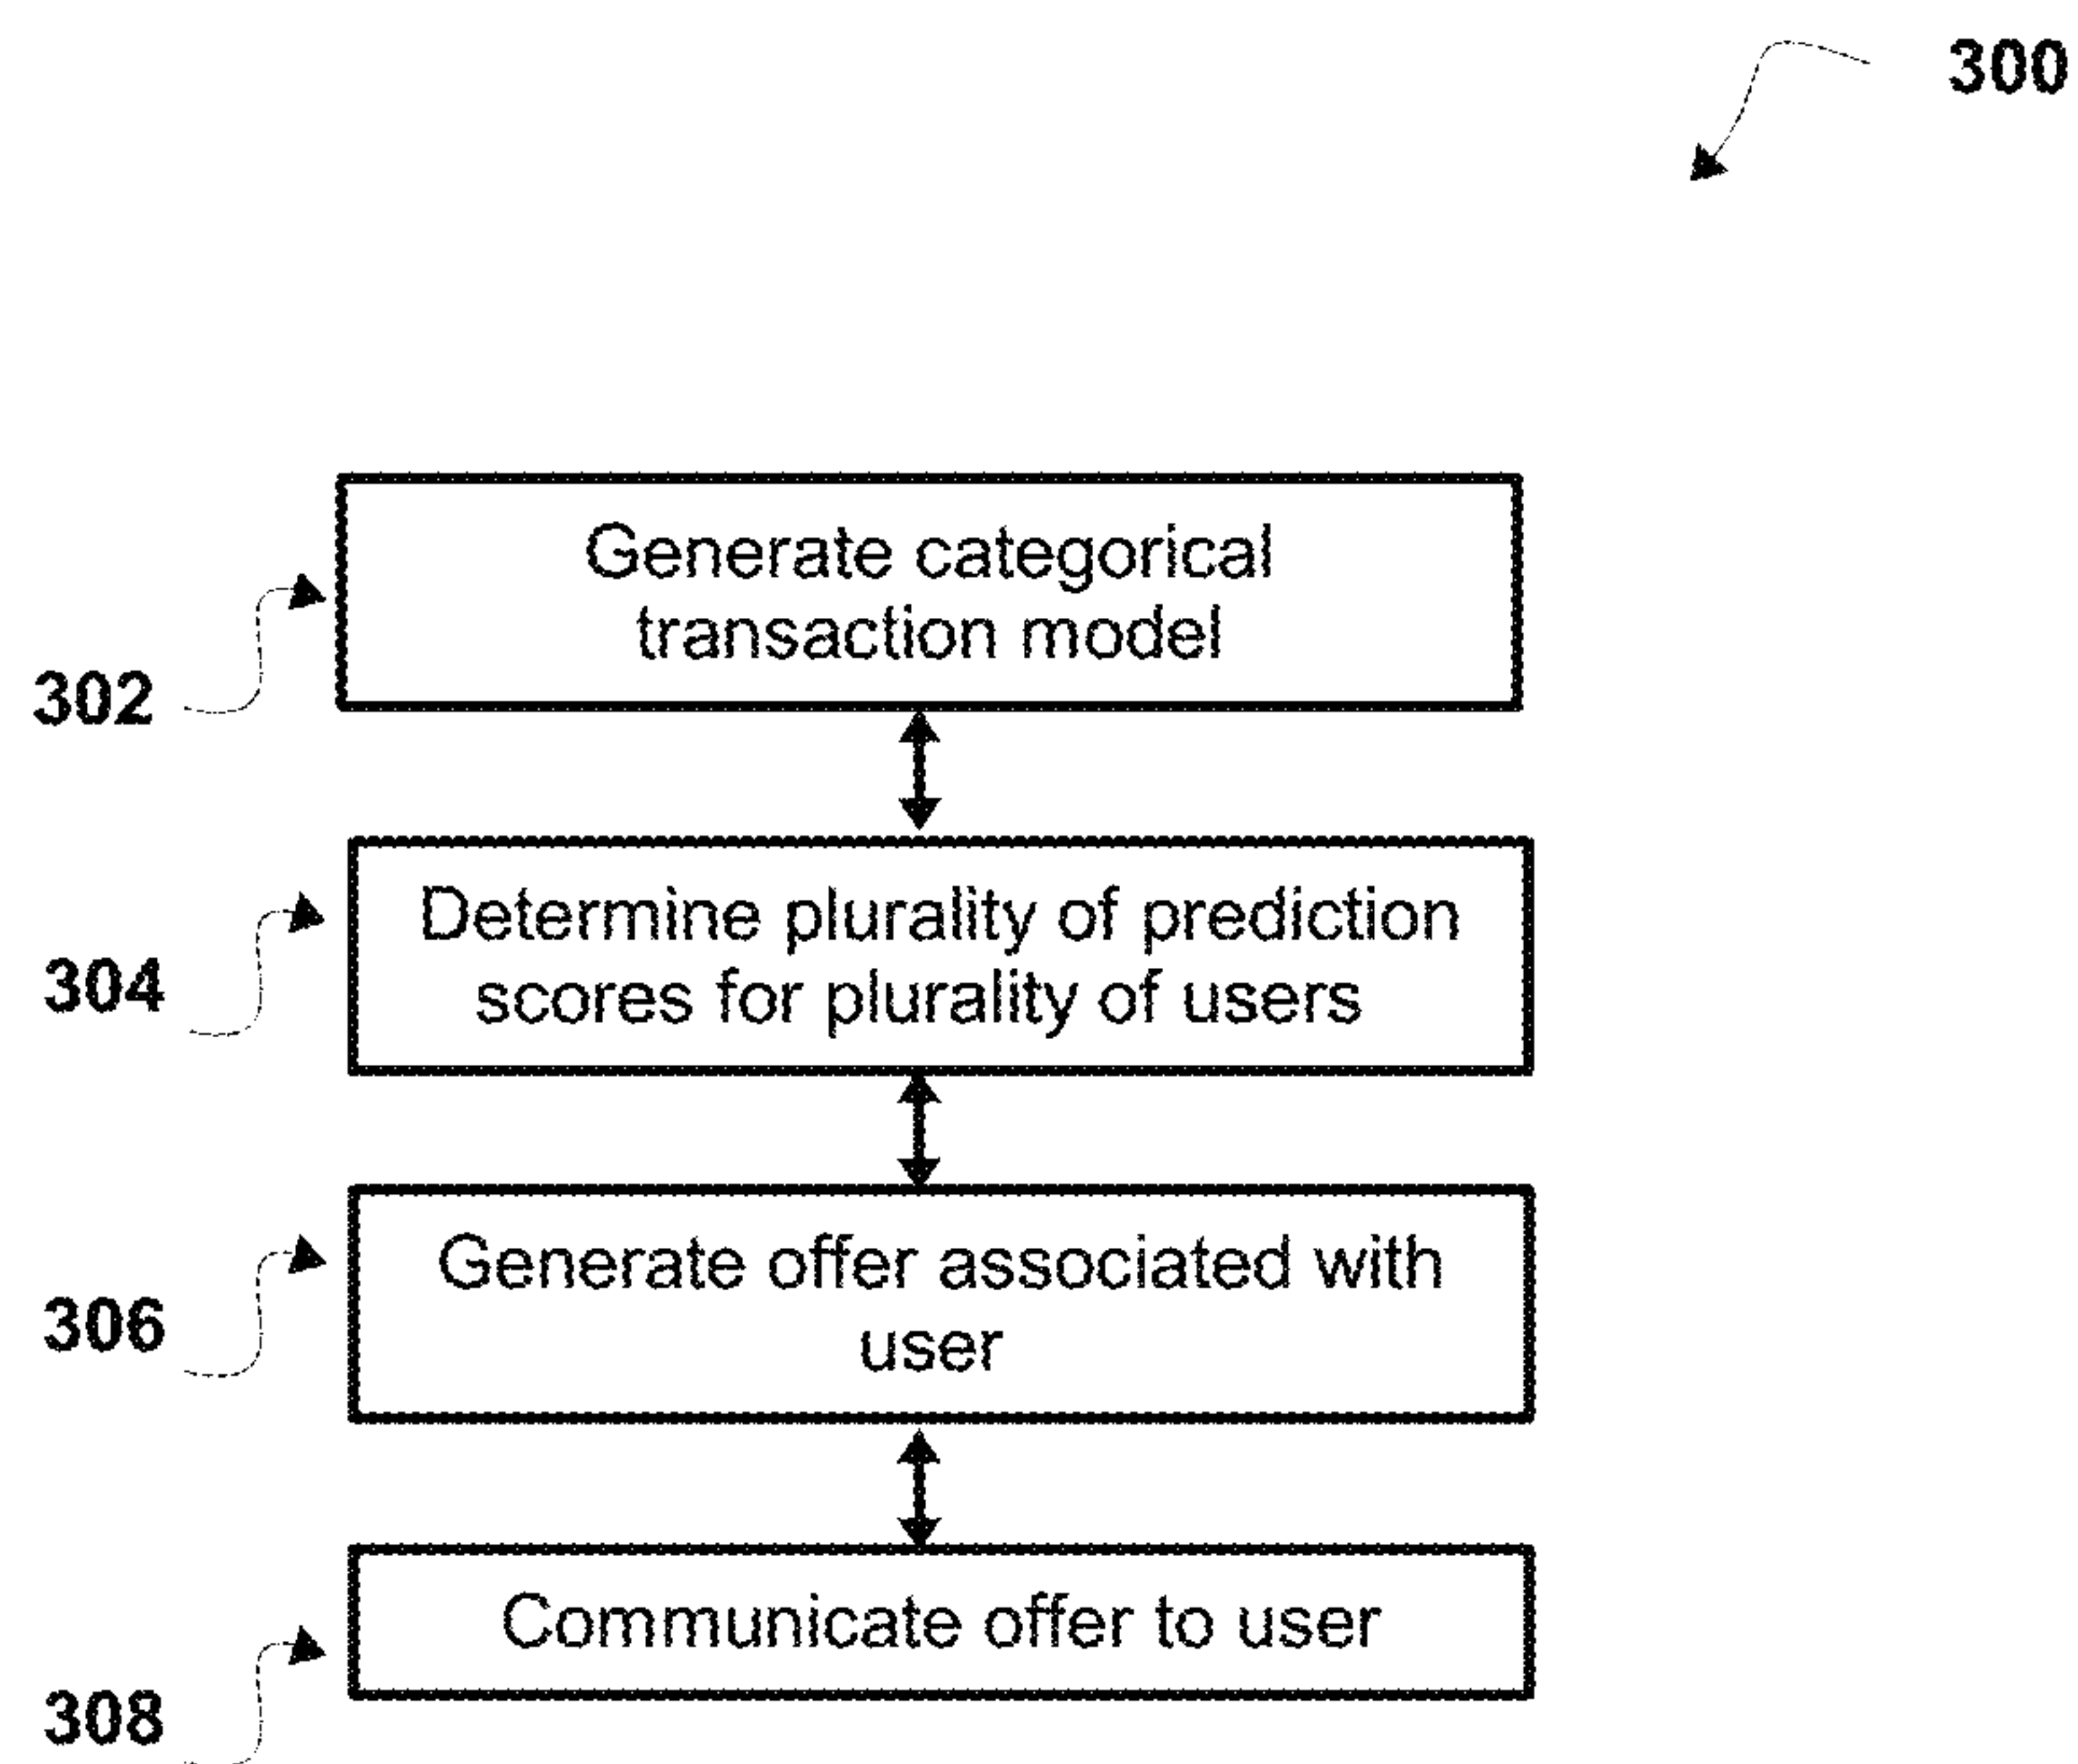 300
Generate categorical
transaction model
302
Determine plurality of prediction
scores for plurality of users
304
Generate offer associated with
user
306
Communicate offer to user
308